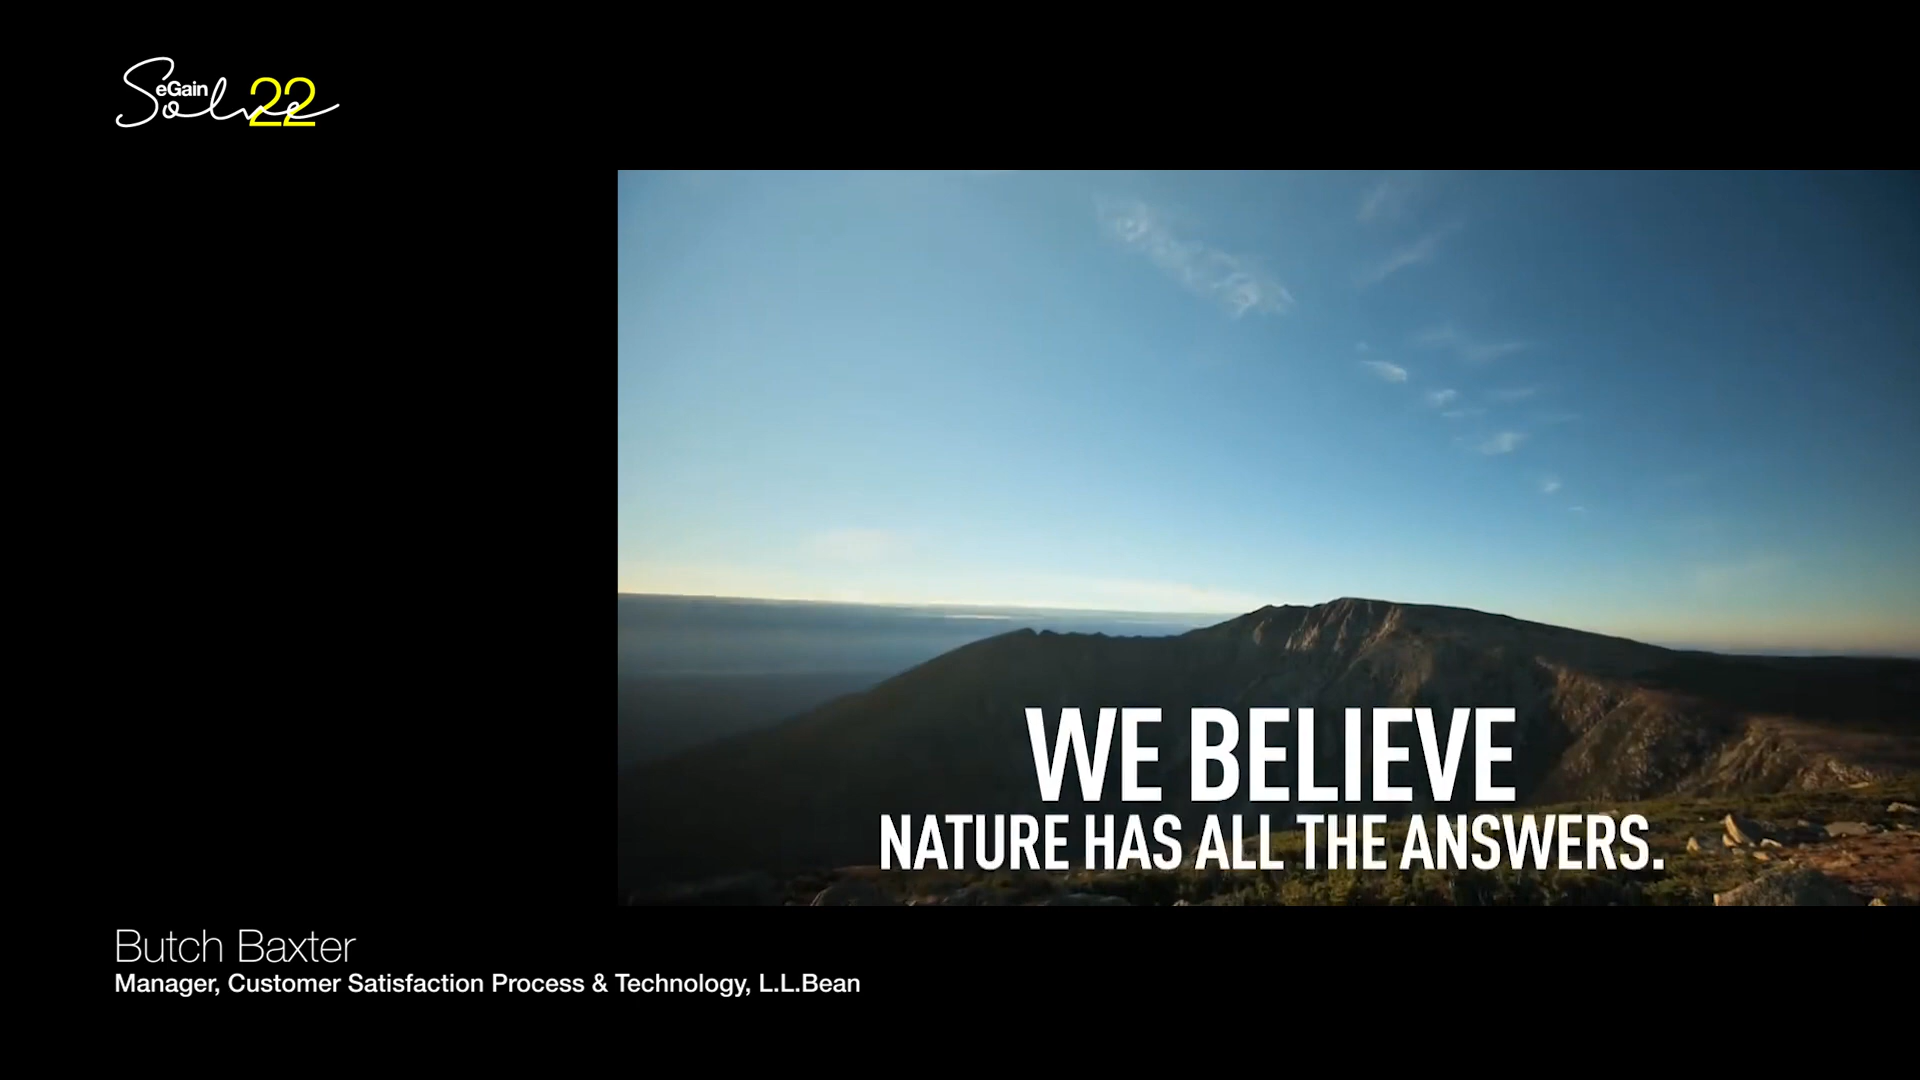 eGain
Solve 22
WE BELIEVE
NATURE HAS ALL THE ANSWERS.
Butch Baxter
Manager, Customer Satisfaction Process & Technology, L.L.Bean